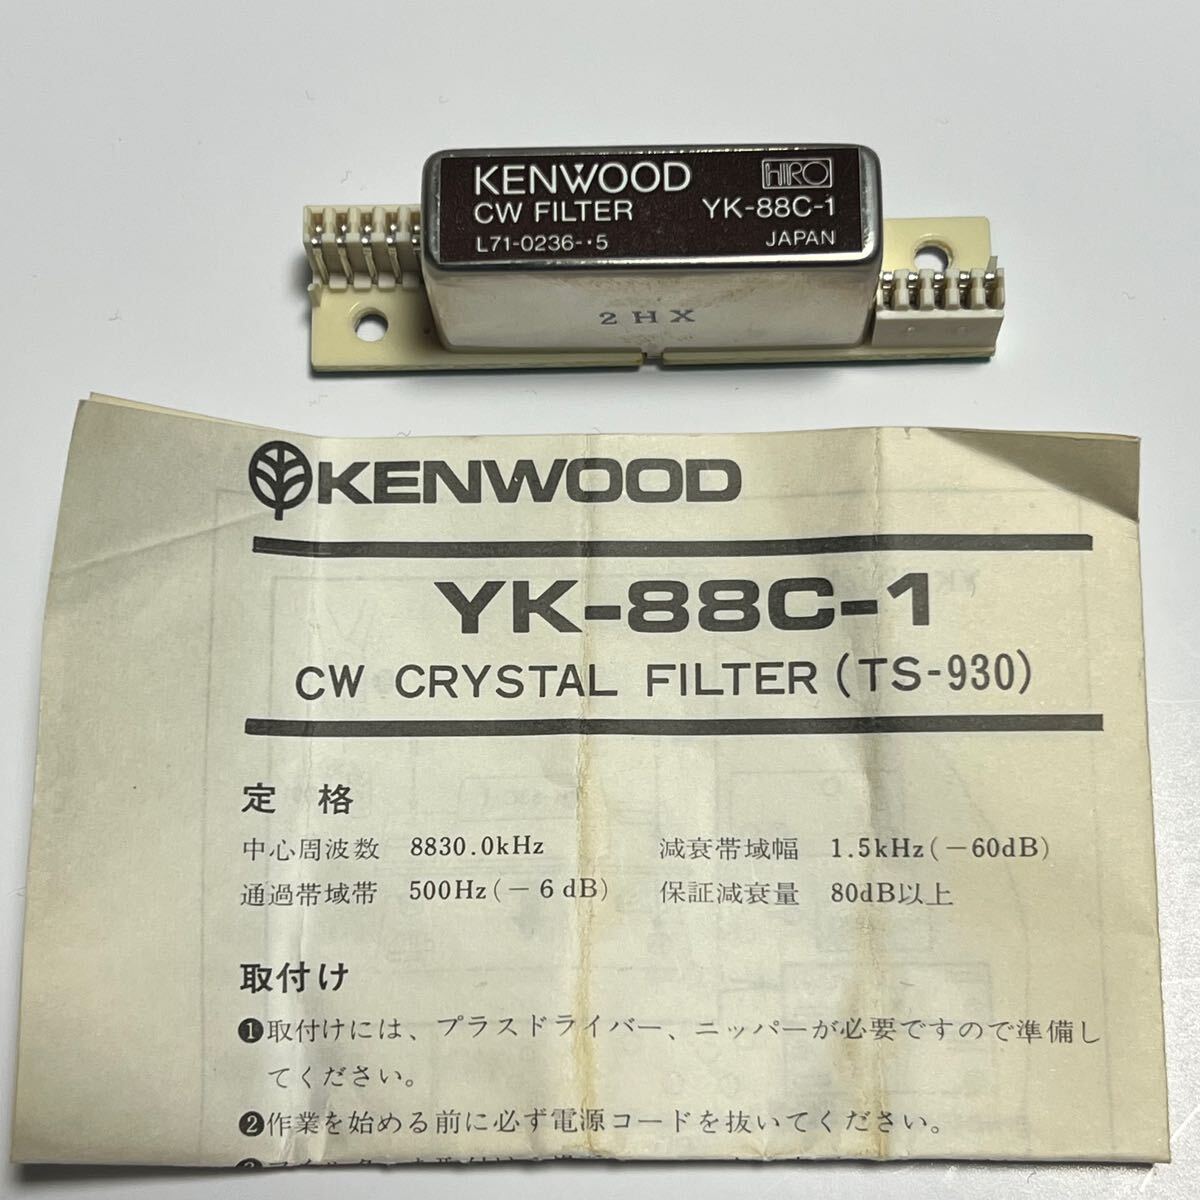 KENWOOD HIRO
CW FILTER YK-88C-1
L71-0236-·5 JAPAN
2HX
KENWOOD
YK-88C-1
CW CRYSTAL FILTER (TS-930)
定 格
中心周波数 8830.0kHz 減衰帯域幅 1.5kHz(−60dB)
通過帯域帯 500Hz(−6dB) 保証減衰量 80dB以上
取付け
❶取付けには、プラスドライバー、ニッパーが必要ですので準備し
てください。
❷作業を始める前に必ず電源コードを抜いてください。